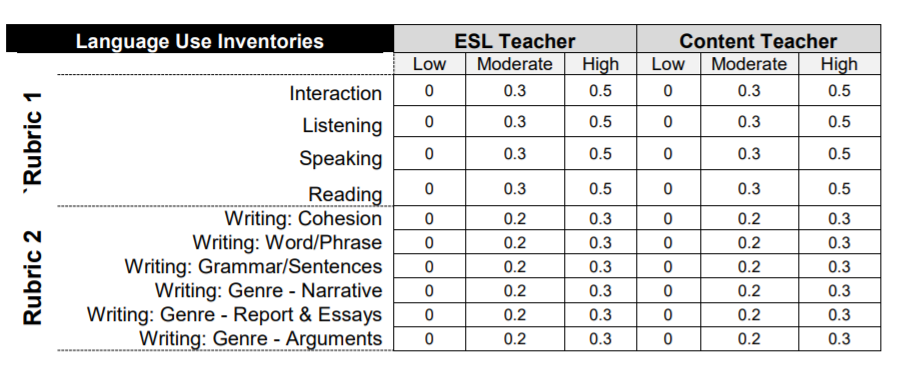 Language Use Inventories ESL Teacher Content Teacher
Low Moderate High Low Moderate High
`Rubric 1
Interaction 0 0.3 0.5 0 0.3 0.5
Listening 0 0.3 0.5 0 0.3 0.5
Speaking 0 0.3 0.5 0 0.3 0.5
Reading 0 0.3 0.5 0 0.3 0.5
Rubric 2
Writing: Cohesion 0 0.2 0.3 0 0.2 0.3
Writing: Word/Phrase 0 0.2 0.3 0 0.2 0.3
Writing: Grammar/Sentences 0 0.2 0.3 0 0.2 0.3
Writing: Genre - Narrative 0 0.2 0.3 0 0.2 0.3
Writing: Genre - Report & Essays 0 0.2 0.3 0 0.2 0.3
Writing: Genre - Arguments 0 0.2 0.3 0 0.2 0.3